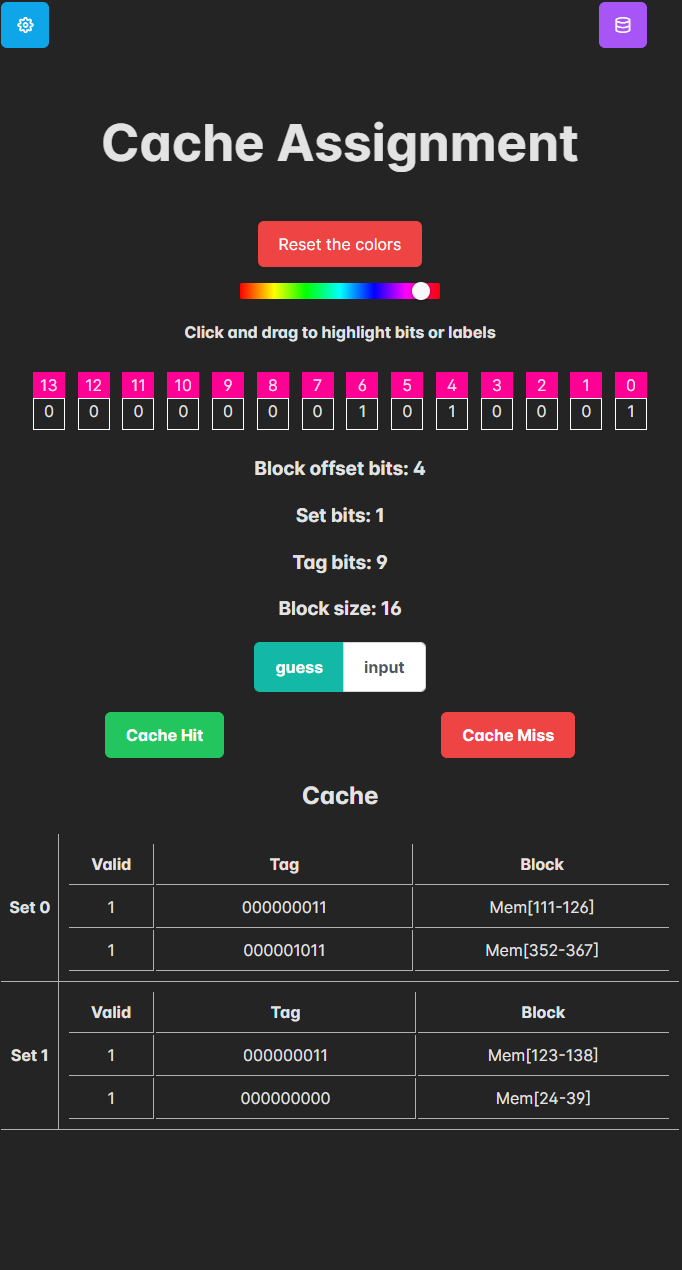 Cache Assignment
Reset the colors
Click and drag to highlight bits or labels
13 12 11 10 9 8 7 6 5 4 3 2 1 0
0 0 0 0 0 0 0 1 0 1 0 0 0 1
Block offset bits: 4
Set bits: 1
Tag bits: 9
Block size: 16
guess input
Cache Hit Cache Miss
Cache
Valid Tag Block
Set 0
1 000000011 Mem[111-126]
1 000001011 Mem[352-367]
Valid Tag Block
Set 1
1 000000011 Mem[123-138]
1 000000000 Mem[24-39]